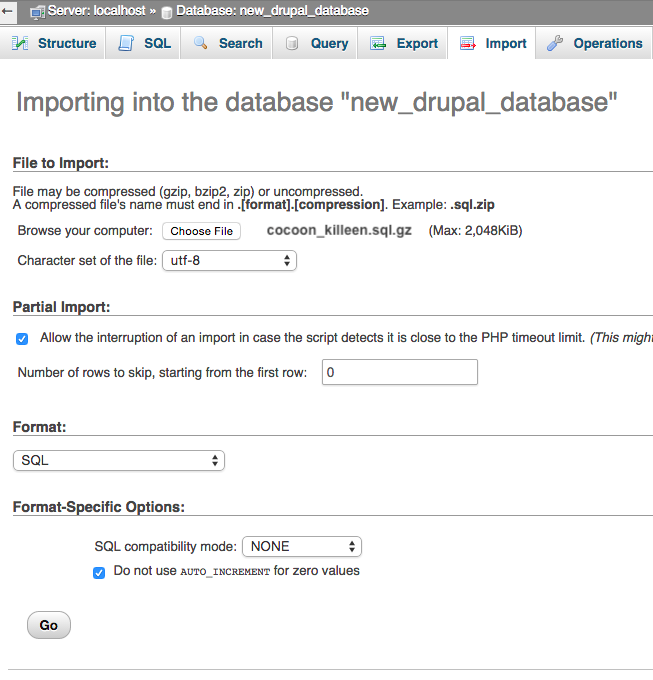 Server: localhost » Database: new_drupal_database
Structure SQL Search Query Export Import Operations
Importing into the database "new_drupal_database"
File to Import:
File may be compressed (gzip, bzip2, zip) or uncompressed.
A compressed file's name must end in .[format].[compression]. Example: .sql.zip
Browse your computer: Choose File cocoon_killeen.sql.gz (Max: 2,048KiB)
Character set of the file: utf-8
Partial Import:
Allow the interruption of an import in case the script detects it is close to the PHP timeout limit. (This might
Number of rows to skip, starting from the first row: 0
Format:
SQL
Format-Specific Options:
SQL compatibility mode: NONE
Do not use AUTO_INCREMENT for zero values
Go